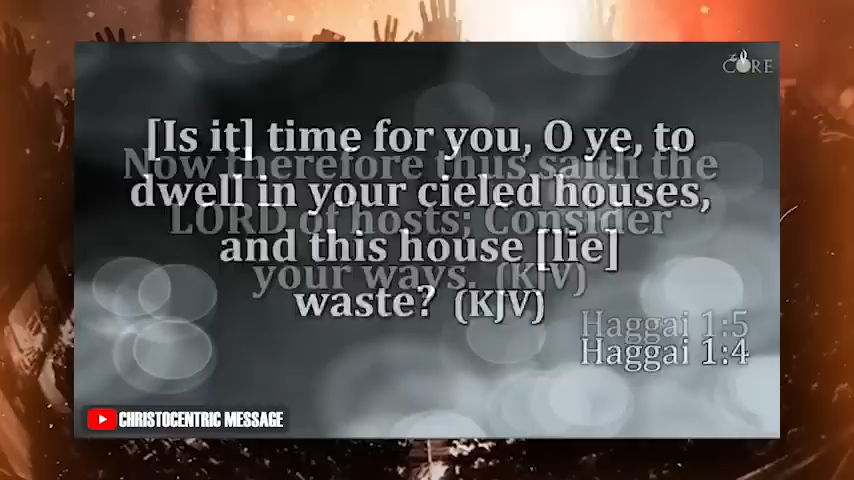 CORE
[Is it] time for you, O ye, to
Now therefore thus saith the
dwell in your cieled houses,
LORD of hosts; Consider
and this house [lie]
your ways. (KJV)
waste? (KJV)
Haggai 1:5
Haggai 1:4
CHRISTOCENTRIC MESSAGE